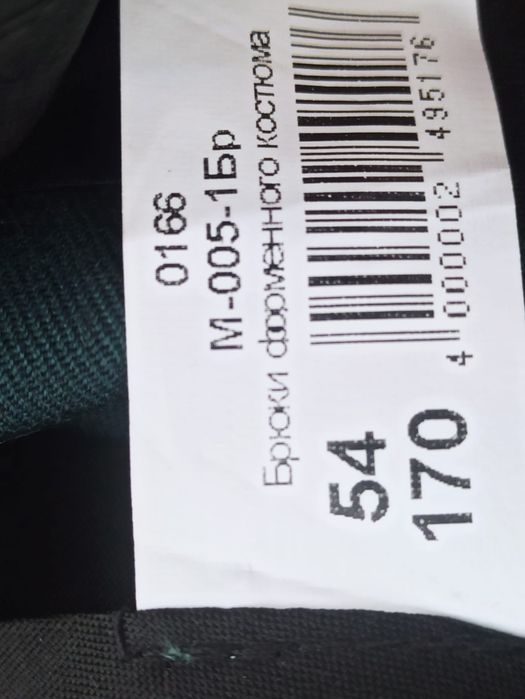 0166
М-005-1Бр
Брюки форменного костюма
4 000002 495176
54
170